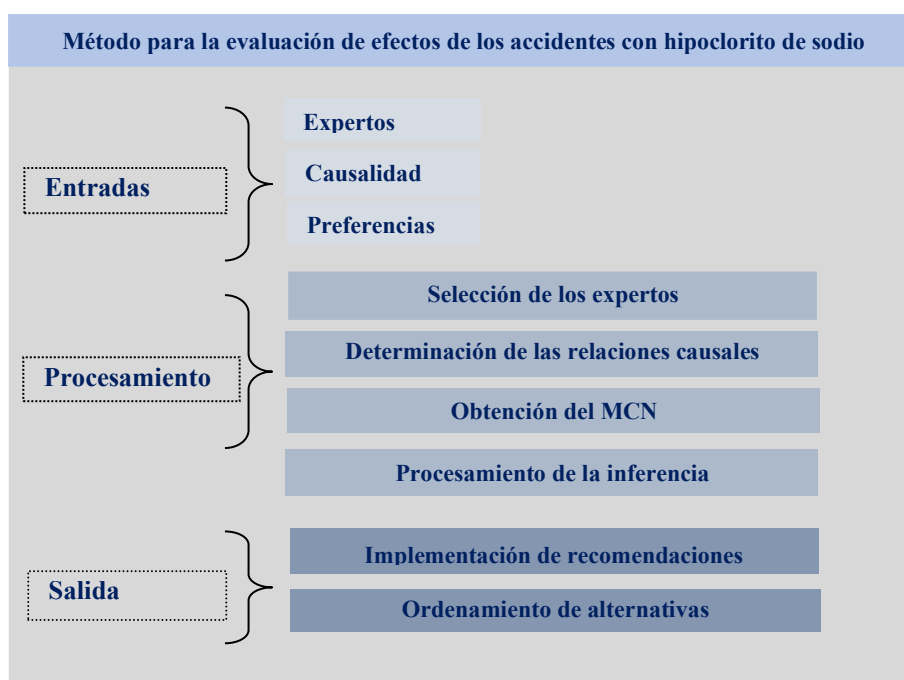 Método para la evaluación de efectos de los accidentes con hipoclorito de sodio
Entradas
Expertos
Causalidad
Preferencias
Procesamiento
Selección de los expertos
Determinación de las relaciones causales
Obtención del MCN
Procesamiento de la inferencia
Salida
Implementación de recomendaciones
Ordenamiento de alternativas